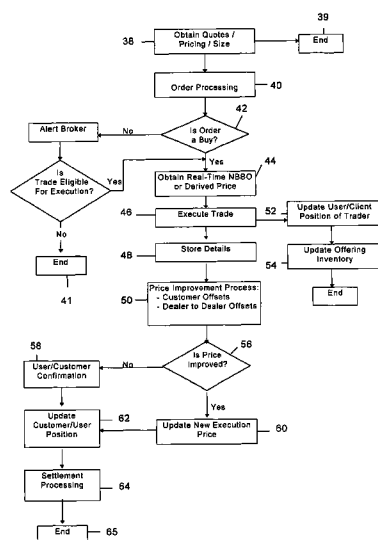 39
Obtain Quotes /
Pricing / Size
End
38
Order Processing
40
42
Alert Broker
No
Is Order
a Buy?
Yes
44
Is
Trade Eligible
For Execution?
Yes
Obtain Real-Time NBBO
or Derived Price
52
Update User/Client
Position of Trader
46
Execute Trade
No
48
Store Details
54
Update Offering
Inventory
End
41
50
Price Improvement Process:
- Customer Offsets
- Dealer to Dealer Offsets
End
58
56
Is Price
Improved?
No
User/Customer
Confirmation
Yes
62
Update
Customer/User
Position
Update New Execution
Price
60
Settlement
Processing
64
End
65